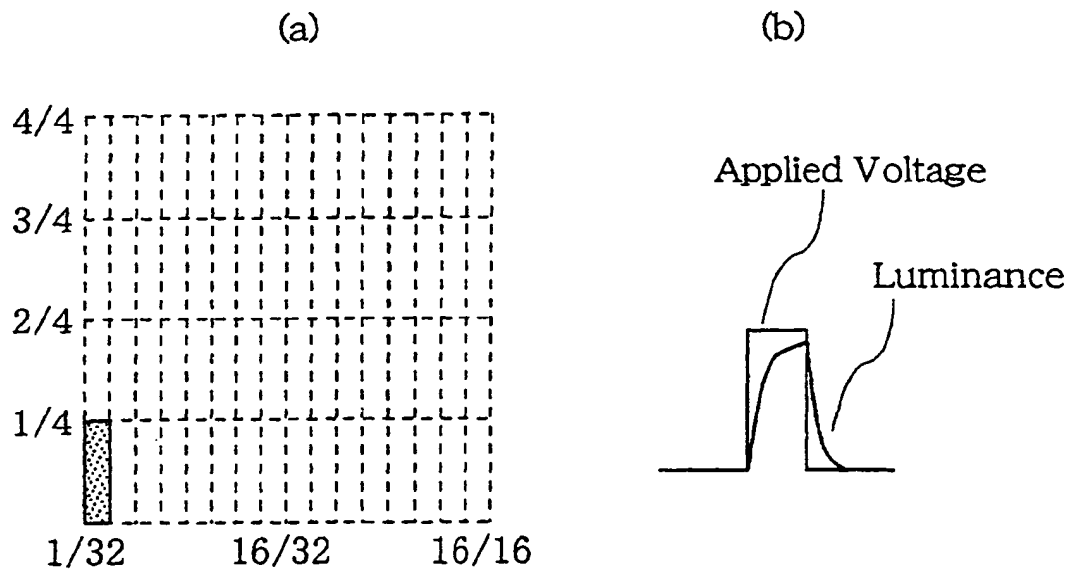 (a)
4/4
3/4
2/4
1/4
1/32 16/32 16/16
(b)
Applied Voltage
Luminance